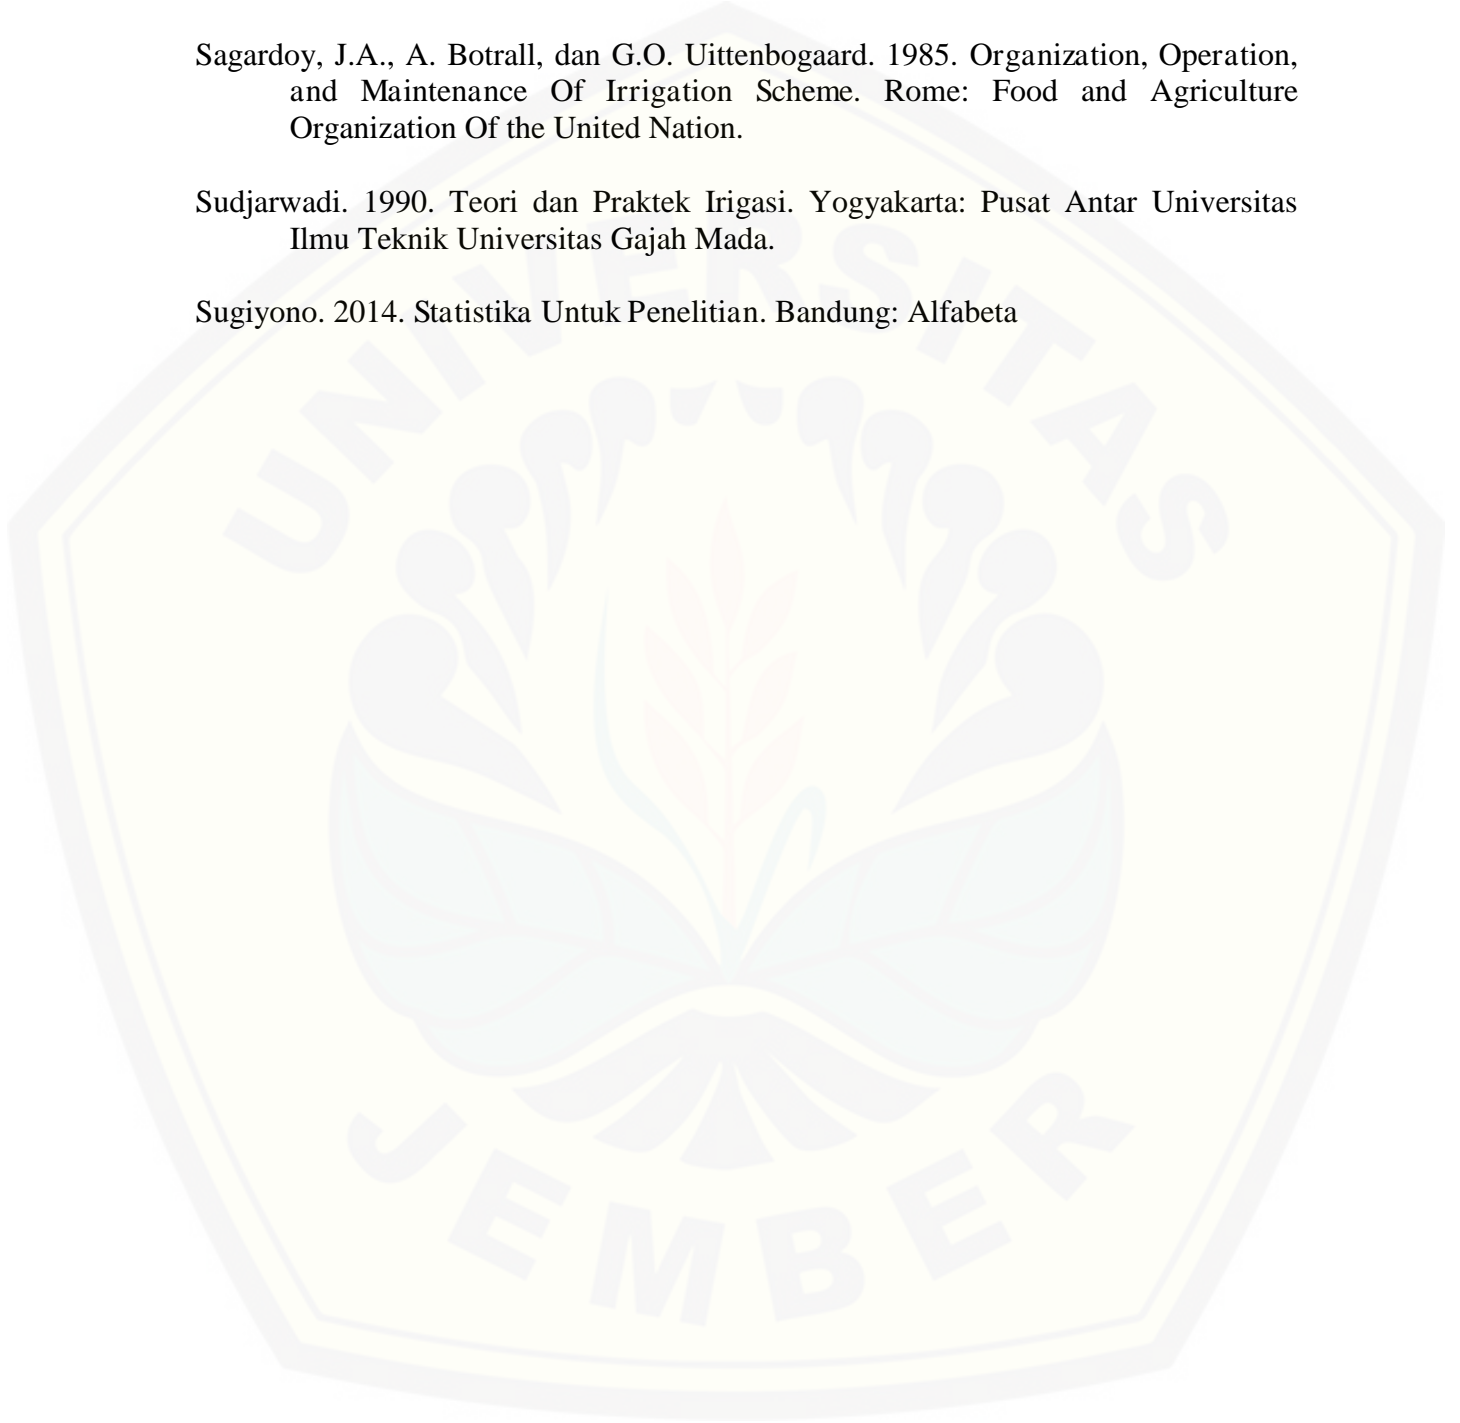 Sagardoy, J.A., A. Botrall, dan G.O. Uittenbogaard. 1985. Organization, Operation,
and Maintenance Of Irrigation Scheme. Rome: Food and Agriculture
Organization Of the United Nation.
Sudjarwadi. 1990. Teori dan Praktek Irigasi. Yogyakarta: Pusat Antar Universitas
Ilmu Teknik Universitas Gajah Mada.
Sugiyono. 2014. Statistika Untuk Penelitian. Bandung: Alfabeta
UNIVERSITAS
JEMBER